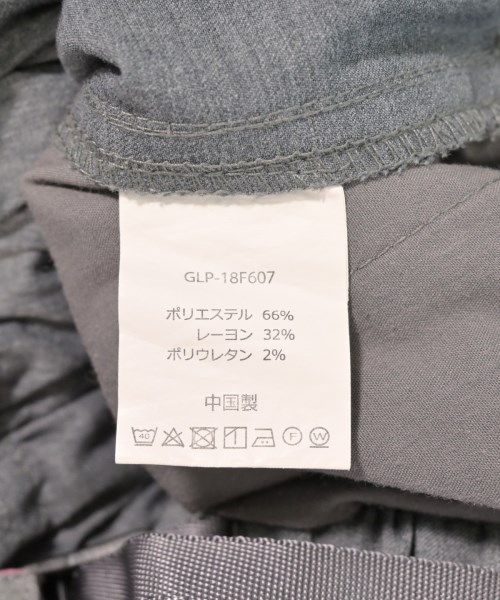 GLP-18F607
ポリエステル 66%
レーヨン 32%
ポリウレタン 2%
中国製
40 F W